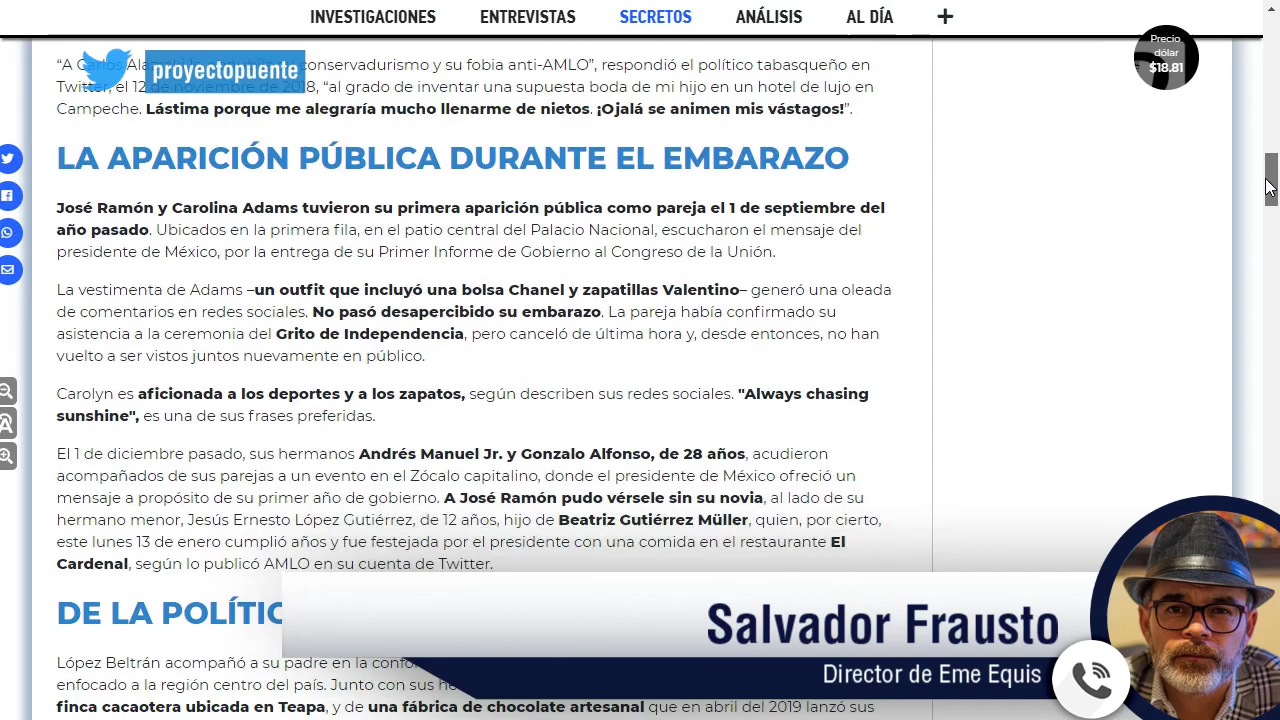 INVESTIGACIONES ENTREVISTAS SECRETOS ANÁLISIS AL DÍA +
Precio
dólar
$18.81
proyectopuente
“A Carlos conservadurismo y su fobia anti-AMLO”, respondió el político tabasqueño en
Twitter, el 12 de noviembre de 2018, “al grado de inventar una supuesta boda de mi hijo en un hotel de lujo en
Campeche. Lástima porque me alegraría mucho llenarme de nietos. ¡Ojalá se animen mis vástagos!”.
LA APARICIÓN PÚBLICA DURANTE EL EMBARAZO
José Ramón y Carolina Adams tuvieron su primera aparición pública como pareja el 1 de septiembre del
año pasado. Ubicados en la primera fila, en el patio central del Palacio Nacional, escucharon el mensaje del
presidente de México, por la entrega de su Primer Informe de Gobierno al Congreso de la Unión.
La vestimenta de Adams –un outfit que incluyó una bolsa Chanel y zapatillas Valentino– generó una oleada
de comentarios en redes sociales. No pasó desapercibido su embarazo. La pareja había confirmado su
asistencia a la ceremonia del Grito de Independencia, pero canceló de última hora y, desde entonces, no han
vuelto a ser vistos juntos nuevamente en público.
Carolyn es aficionada a los deportes y a los zapatos, según describen sus redes sociales. "Always chasing
sunshine", es una de sus frases preferidas.
El 1 de diciembre pasado, sus hermanos Andrés Manuel Jr. y Gonzalo Alfonso, de 28 años, acudieron
acompañados de sus parejas a un evento en el Zócalo capitalino, donde el presidente de México ofreció un
mensaje a propósito de su primer año de gobierno. A José Ramón pudo vérsele sin su novia, al lado de su
hermano menor, Jesús Ernesto López Gutiérrez, de 12 años, hijo de Beatriz Gutiérrez Müller, quien, por cierto,
este lunes 13 de enero cumplió años y fue festejada por el presidente con una comida en el restaurante El
Cardenal, según lo publicó AMLO en su cuenta de Twitter.
DE LA
López Beltrán acompañó a su padre en la
enfocado a la región centro del país. Junto con sus
finca cacaotera ubicada en Teapa, y de una fábrica de chocolate artesanal que en abril del 2019 lanzó sus
Salvador Frausto
Director de Eme Equis